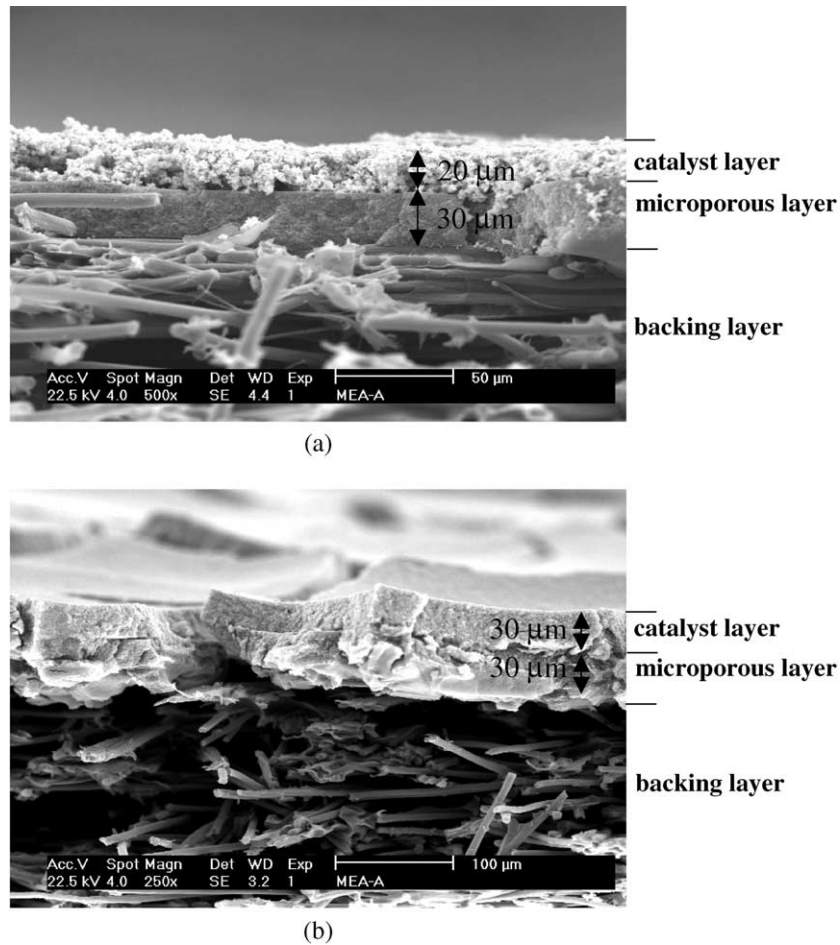 catalyst layer
20 µm
microporous layer
30 µm
backing layer
Acc.V Spot Magn Det WD Exp 50 µm
22.5 kV 4.0 500x SE 4.4 1 MEA-A
(a)
30 µm
catalyst layer
30 µm
microporous layer
backing layer
Acc.V Spot Magn Det WD Exp 100 µm
22.5 kV 4.0 250x SE 3.2 1 MEA-A
(b)